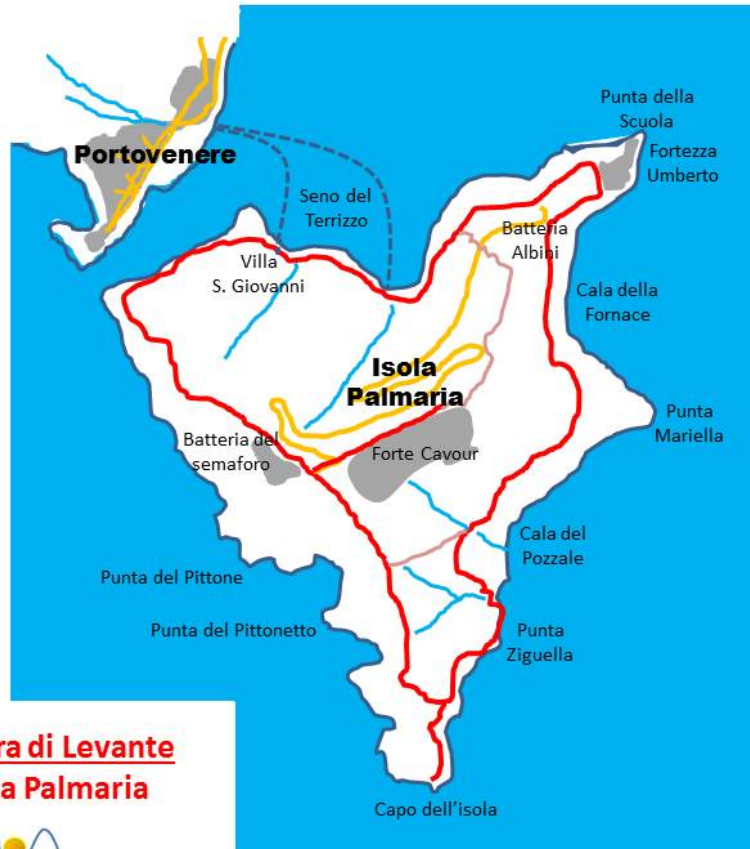 Punta della
Scuola
Fortezza
Umberto
Portovenere
Seno del
Terrizzo
Batteria
Albini
Villa
S. Giovanni
Cala della
Fornace
Isola
Palmaria
Punta
Mariella
Batteria del
semaforo
Forte Cavour
Cala del
Pozzale
Punta del Pittone
Punta del Pittonetto
Punta
Ziguella
ra di Levante
a Palmaria
Capo dell'isola